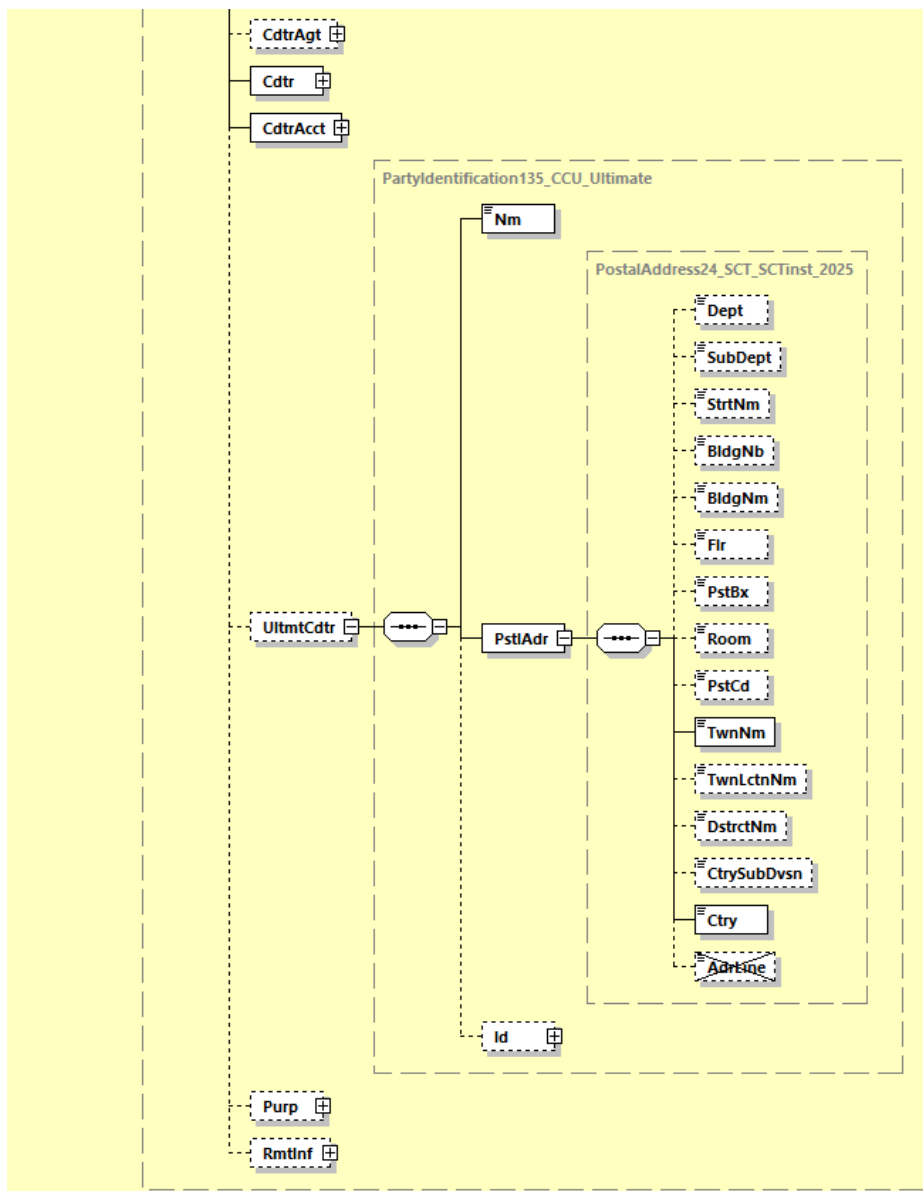 CdtrAgt
Cdtr
CdtrAcct
PartyIdentification135_CCU_Ultimate
Nm
PostalAddress24_SCT_SCTinst_2025
Dept
SubDept
StrtNm
BldgNb
BldgNm
Flr
PstBx
UltmtCdtr
PstlAdr
Room
PstCd
TwnNm
TwnLctnNm
DstrctNm
CtrySubDvsn
Ctry
AdrLine
Id
Purp
RmtInf